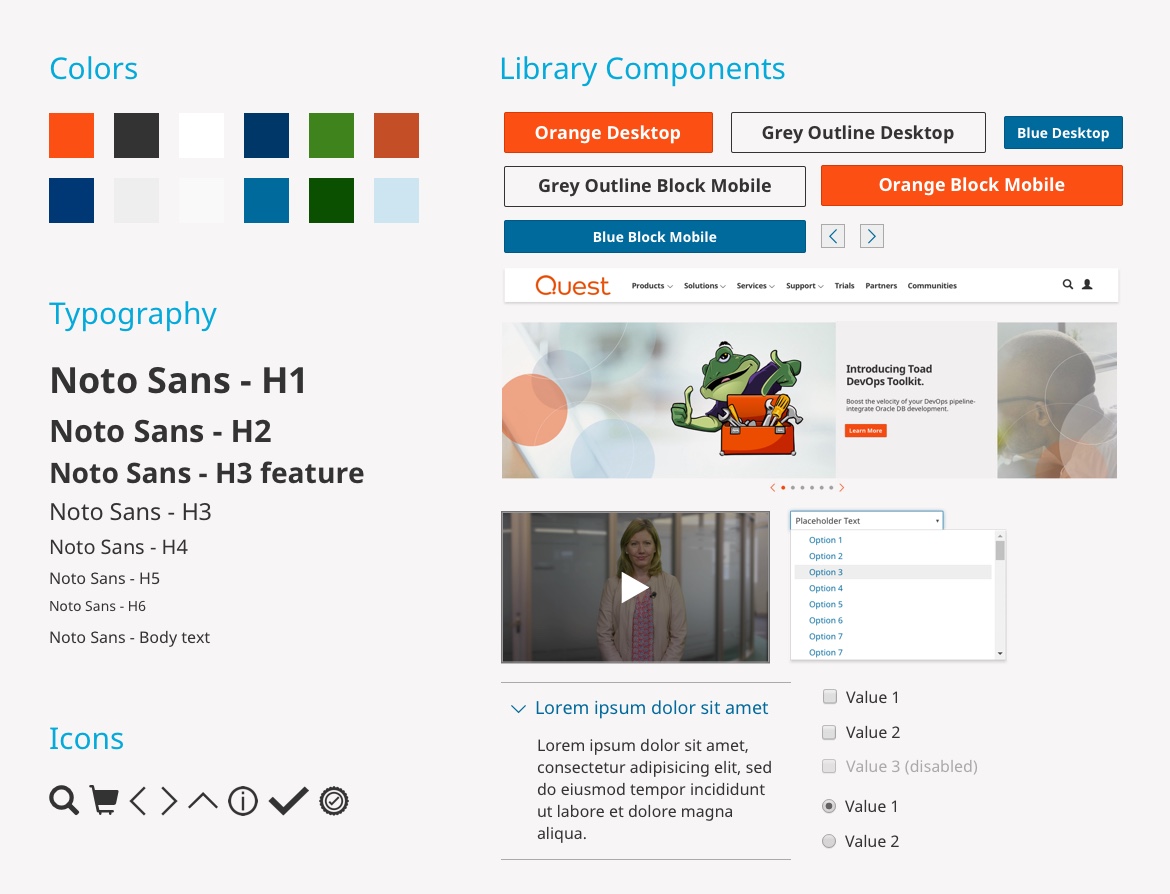 Colors
Typography
Noto Sans - H1
Noto Sans - H2
Noto Sans - H3 feature
Noto Sans - H3
Noto Sans - H4
Noto Sans - H5
Noto Sans - H6
Noto Sans - Body text
Icons
Library Components
Orange Desktop
Grey Outline Desktop
Blue Desktop
Grey Outline Block Mobile
Orange Block Mobile
Blue Block Mobile
Quest Products Solutions Services Support Trials Partners Communities
Introducing Toad
DevOps Toolkit.
Boost the velocity of your DevOps pipeline-
integrate Oracle DB development.
Learn More
Placeholder Text
Option 1
Option 2
Option 3
Option 4
Option 5
Option 6
Option 7
Option 7
Lorem ipsum dolor sit amet
Lorem ipsum dolor sit amet,
consectetur adipisicing elit, sed
do eiusmod tempor incididunt
ut labore et dolore magna
aliqua.
Value 1
Value 2
Value 3 (disabled)
Value 1
Value 2